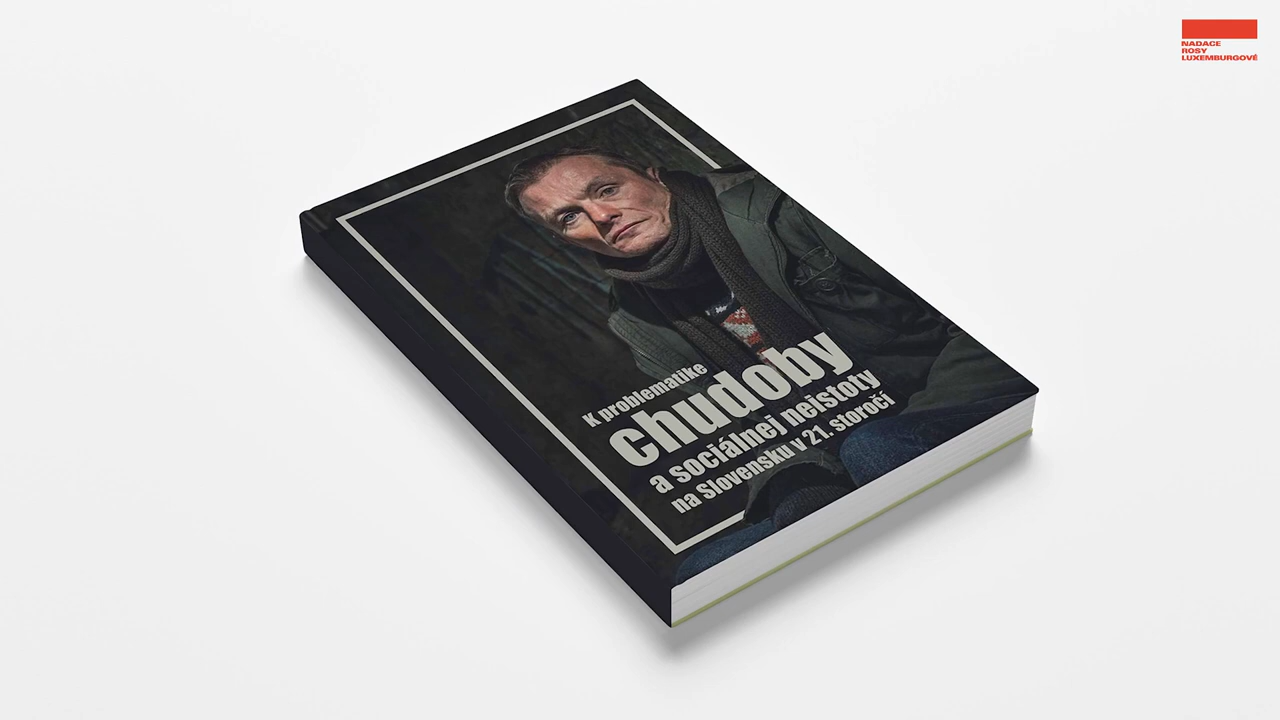 NADACE
ROSY
LUXEMBURGOVÉ
K problematike
chudoby
a sociálnej neistoty
na Slovensku v 21. storočí